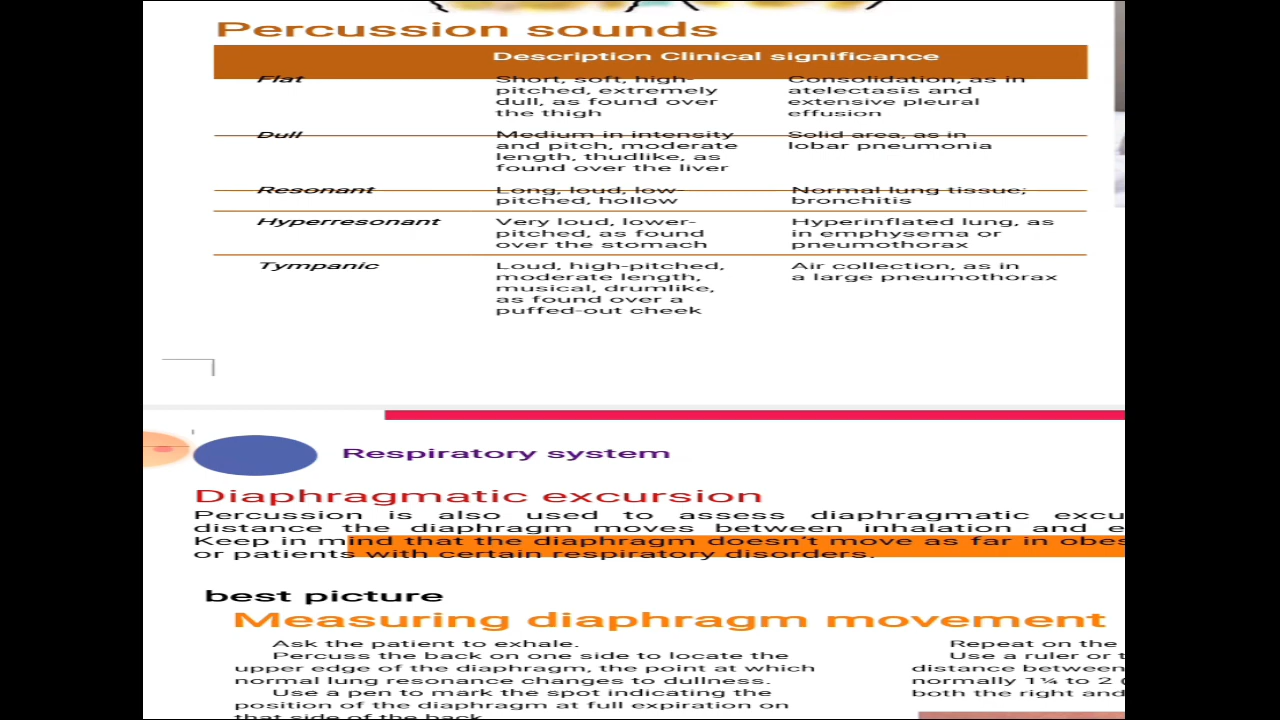 Percussion sounds
Description Clinical significance
Flat Short, soft, high- Consolidation, as in
pitched, extremely atelectasis and
dull, as found over extensive pleural
the thigh effusion
Dull Medium in intensity Solid area, as in
and pitch, moderate lobar pneumonia
length, thudlike, as
found over the liver
Resonant Long, loud, low- Normal lung tissue;
pitched, hollow bronchitis
Hyperresonant Very loud, lower- Hyperinflated lung, as
pitched, as found in emphysema or
over the stomach pneumothorax
Tympanic Loud, high-pitched, Air collection, as in
moderate length, a large pneumothorax
musical, drumlike,
as found over a
puffed-out cheek
Respiratory system
Diaphragmatic excursion
Percussion is also used to assess diaphragmatic
distance the diaphragm moves between inhalation and
Keep in mind that the diaphragm doesn't move as far in
or patients with certain respiratory disorders.
best picture
Measuring diaphragm movement
Ask the patient to exhale.
Percuss the back on one side to locate the
upper edge of the diaphragm, the point at which
normal lung resonance changes to dullness.
Use a pen to mark the spot indicating the
position of the diaphragm at full expiration on
that side of the back
Repeat on the
Use a ruler or
distance between
normally 1¼ to 2
both the right and